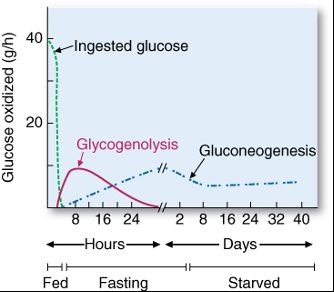 Glucose oxidized (g/h)
40
Ingested glucose
20
Glycogenolysis
Gluconeogenesis
8 16 24 2 8 16 24 32 40
Hours Days
Fed Fasting Starved